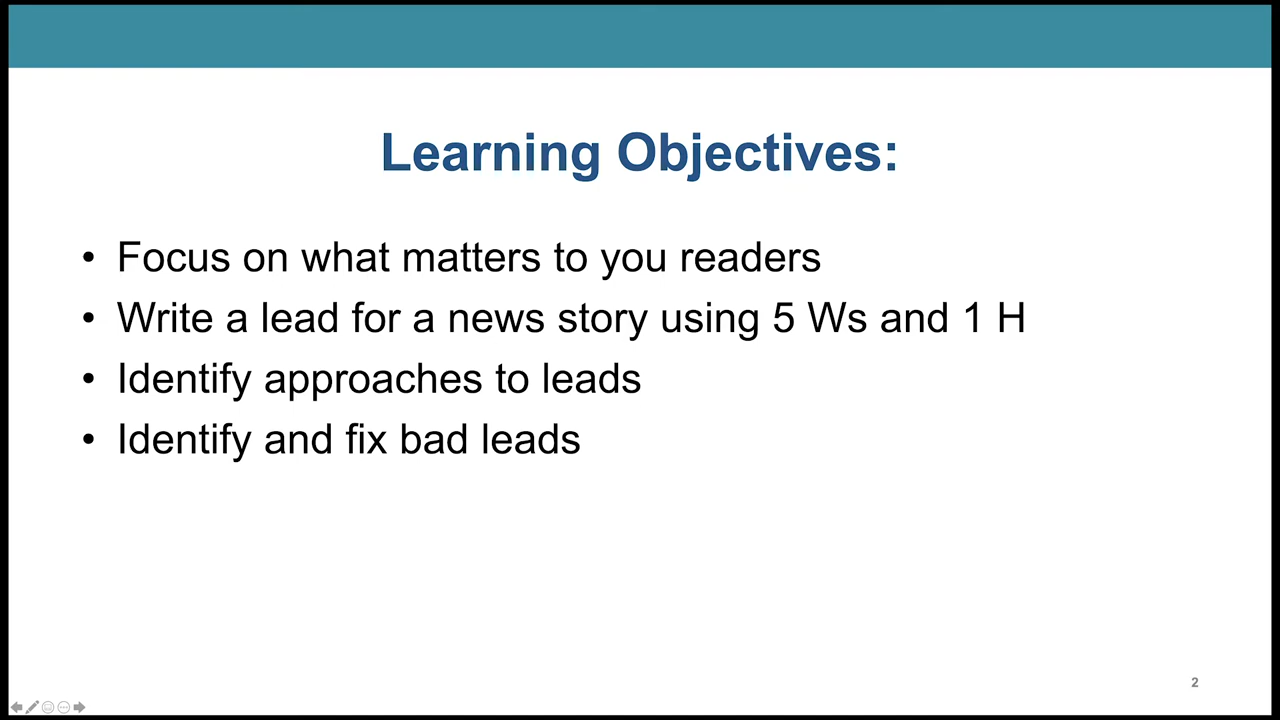 Learning Objectives:
• Focus on what matters to you readers
• Write a lead for a news story using 5 Ws and 1 H
• Identify approaches to leads
• Identify and fix bad leads
2